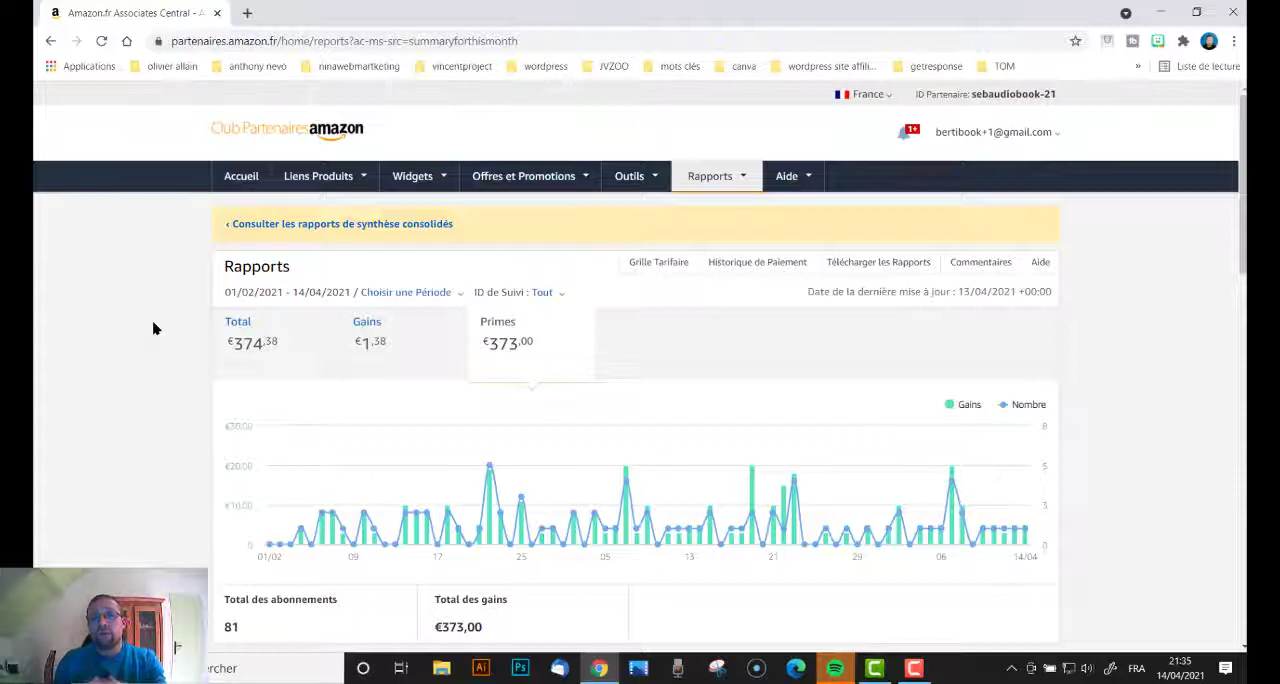 Amazon.fr Associates Central - A
partenaires.amazon.fr/home/reports?ac-ms-src=summaryforthismonth
Applications olivier allain anthony nevo ninawebmarketing vincentproject wordpress JVZOO mots clés canva wordpress site affili... getresponse TOM » Liste de lecture
France ID Partenaire: sebaudiobook-21
Club Partenaires amazon 1+ bertibook+1@gmail.com
Accueil Liens Produits Widgets Offres et Promotions Outils Rapports Aide
‹ Consulter les rapports de synthèse consolidés
Rapports Grille Tarifaire Historique de Paiement Télécharger les Rapports Commentaires Aide
01/02/2021 - 14/04/2021 / Choisir une Période ID de Suivi : Tout Date de la dernière mise à jour : 13/04/2021 +00:00
Total Gains Primes
€374,38 €1,38 €373,00
Gains Nombre
€30.00 8
€20.00 5
€10.00 3
0 0
01/02 09 17 25 05 13 21 29 06 14/04
Total des abonnements Total des gains
81 €373,00
rcher Ai Ps FRA 21:35
14/04/2021